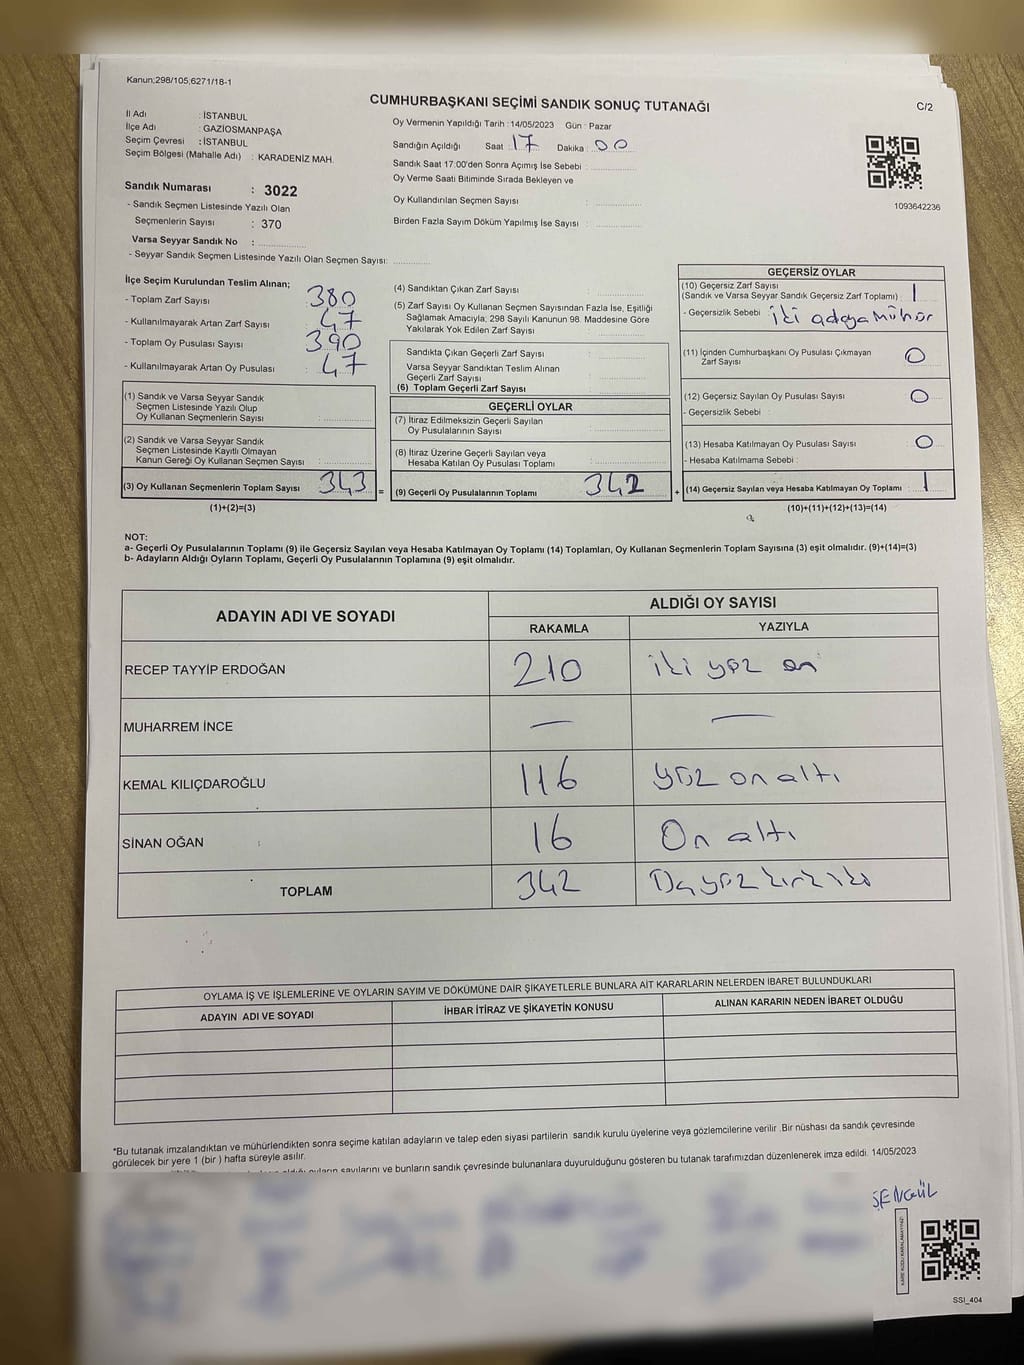 Kanun;298/105;6271/18-1
CUMHURBAŞKANI SEÇİMİ SANDIK SONUÇ TUTANAĞI
C/2
İl Adı : İSTANBUL
İlçe Adı : GAZİOSMANPAŞA
Seçim Çevresi : İSTANBUL
Seçim Bölgesi (Mahalle Adı) : KARADENİZ MAH.
Oy Vermenin Yapıldığı Tarih : 14/05/2023 Gün : Pazar
Sandığın Açıldığı Saat : 17 Dakika : 00
Sandık Saat 17:00'den Sonra Açımış İse Sebebi :
Oy Verme Saati Bitiminde Sırada Bekleyen ve
Oy Kullandırılan Seçmen Sayısı :
Birden Fazla Sayım Döküm Yapılmış İse Sayısı :
1093642236
Sandık Numarası : 3022
- Sandık Seçmen Listesinde Yazılı Olan
Seçmenlerin Sayısı : 370
Varsa Seyyar Sandık No :
- Seyyar Sandık Seçmen Listesinde Yazılı Olan Seçmen Sayısı:
İlçe Seçim Kurulundan Teslim Alınan;
- Toplam Zarf Sayısı : 380
- Kullanılmayarak Artan Zarf Sayısı : 47
- Toplam Oy Pusulası Sayısı : 390
- Kullanılmayarak Artan Oy Pusulası : 47
(1) Sandık ve Varsa Seyyar Sandık
Seçmen Listesinde Yazılı Olup
Oy Kullanan Seçmenlerin Sayısı :
(2) Sandık ve Varsa Seyyar Sandık
Seçmen Listesinde Kayıtlı Olmayan
Kanun Gereği Oy Kullanan Seçmen Sayısı :
(3) Oy Kullanan Seçmenlerin Toplam Sayısı 343
=
(1)+(2)=(3)
(4) Sandıktan Çıkan Zarf Sayısı :
(5) Zarf Sayısı Oy Kullanan Seçmen Sayısından Fazla İse, Eşitliği
Sağlamak Amacıyla; 298 Sayılı Kanunun 98. Maddesine Göre
Yakılarak Yok Edilen Zarf Sayısı :
Sandıkta Çıkan Geçerli Zarf Sayısı :
Varsa Seyyar Sandıktan Teslim Alınan
Geçerli Zarf Sayısı :
(6) Toplam Geçerli Zarf Sayısı :
GEÇERLİ OYLAR
(7) İtiraz Edilmeksizin Geçerli Sayılan
Oy Pusulalarının Sayısı :
(8) İtiraz Üzerine Geçerli Sayılan veya
Hesaba Katılan Oy Pusulası Toplamı :
(9) Geçerli Oy Pusulalarının Toplamı 342
+
GEÇERSİZ OYLAR
(10) Geçersiz Zarf Sayısı
(Sandık ve Varsa Seyyar Sandık Geçersiz Zarf Toplamı) : 1
- Geçersizlik Sebebi : iki adaya mühür
(11) İçinden Cumhurbaşkanı Oy Pusulası Çıkmayan
Zarf Sayısı : 0
(12) Geçersiz Sayılan Oy Pusulası Sayısı : 0
- Geçersizlik Sebebi :
(13) Hesaba Katılmayan Oy Pusulası Sayısı : 0
- Hesaba Katılmama Sebebi :
(14) Geçersiz Sayılan veya Hesaba Katılmayan Oy Toplamı : 1
(10)+(11)+(12)+(13)=(14)
NOT:
a- Geçerli Oy Pusulalarının Toplamı (9) ile Geçersiz Sayılan veya Hesaba Katılmayan Oy Toplamı (14) Toplamları, Oy Kullanan Seçmenlerin Toplam Sayısına (3) eşit olmalıdır. (9)+(14)=(3)
b- Adayların Aldığı Oyların Toplamı, Geçerli Oy Pusulalarının Toplamına (9) eşit olmalıdır.
ADAYIN ADI VE SOYADI
ALDIĞI OY SAYISI
RAKAMLA YAZIYLA
RECEP TAYYİP ERDOĞAN 210 iki yüz on
MUHARREM İNCE — —
KEMAL KILIÇDAROĞLU 116 yüz on altı
SİNAN OĞAN 16 On altı
TOPLAM 342
OYLAMA İŞ VE İŞLEMLERİNE VE OYLARIN SAYIM VE DÖKÜMÜNE DAİR ŞİKAYETLERLE BUNLARA AİT KARARLARIN NELERDEN İBARET BULUNDUKLARI
ADAYIN ADI VE SOYADI İHBAR İTİRAZ VE ŞİKAYETİN KONUSU ALINAN KARARIN NEDEN İBARET OLDUĞU
*Bu tutanak imzalandıktan ve mühürlendikten sonra seçime katılan adayların ve talep eden siyasi partilerin sandık kurulu üyelerine veya gözlemcilerine verilir .Bir nüshası da sandık çevresinde
görülecek bir yere 1 (bir ) hafta süreyle asılır.
sayılarını ve bunların sandık çevresinde bulunanlara duyurulduğunu gösteren bu tutanak tarafımızdan düzenlenerek imza edildi. 14/05/2023
ŞENGÜL
KARE KODU KARALAMAYINIZ!
SSI_404